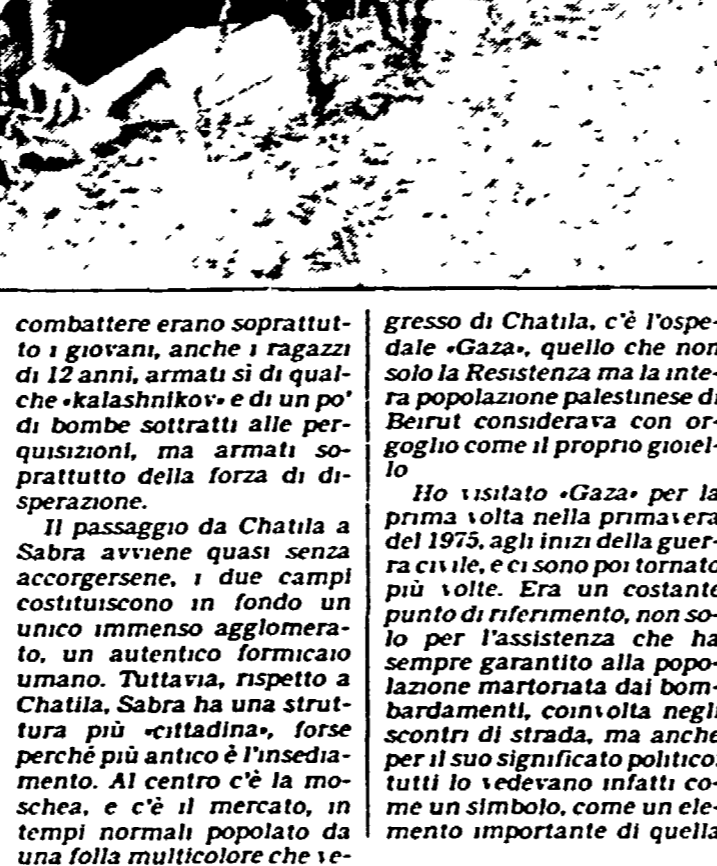 combattere erano soprattut-
to i giovani, anche i ragazzi
di 12 anni, armati sì di qual-
che «kalashnikov» e di un po'
di bombe sottratti alle per-
quisizioni, ma armati so-
prattutto della forza di di-
sperazione.
Il passaggio da Chatila a
Sabra avviene quasi senza
accorgersene, i due campi
costituiscono in fondo un
unico immenso agglomera-
to, un autentico formicaio
umano. Tuttavia, rispetto a
Chatila, Sabra ha una strut-
tura più «cittadina», forse
perché più antico è l'insedia-
mento. Al centro c'è la mo-
schea, e c'è il mercato, in
tempi normali popolato da
una folla multicolore che ve-
gresso di Chatila, c'è l'ospe-
dale «Gaza», quello che non
solo la Resistenza ma la inte-
ra popolazione palestinese di
Beirut considerava con or-
goglio come il proprio gioiel-
lo
Ho visitato «Gaza» per la
prima volta nella primavera
del 1975, agli inizi della guer-
ra civile, e ci sono poi tornato
più volte. Era un costante
punto di riferimento, non so-
lo per l'assistenza che ha
sempre garantito alla popo-
lazione martoriata dai bom-
bardamenti, coinvolta negli
scontri di strada, ma anche
per il suo significato politico:
tutti lo vedevano infatti co-
me un simbolo, come un ele-
mento importante di quella